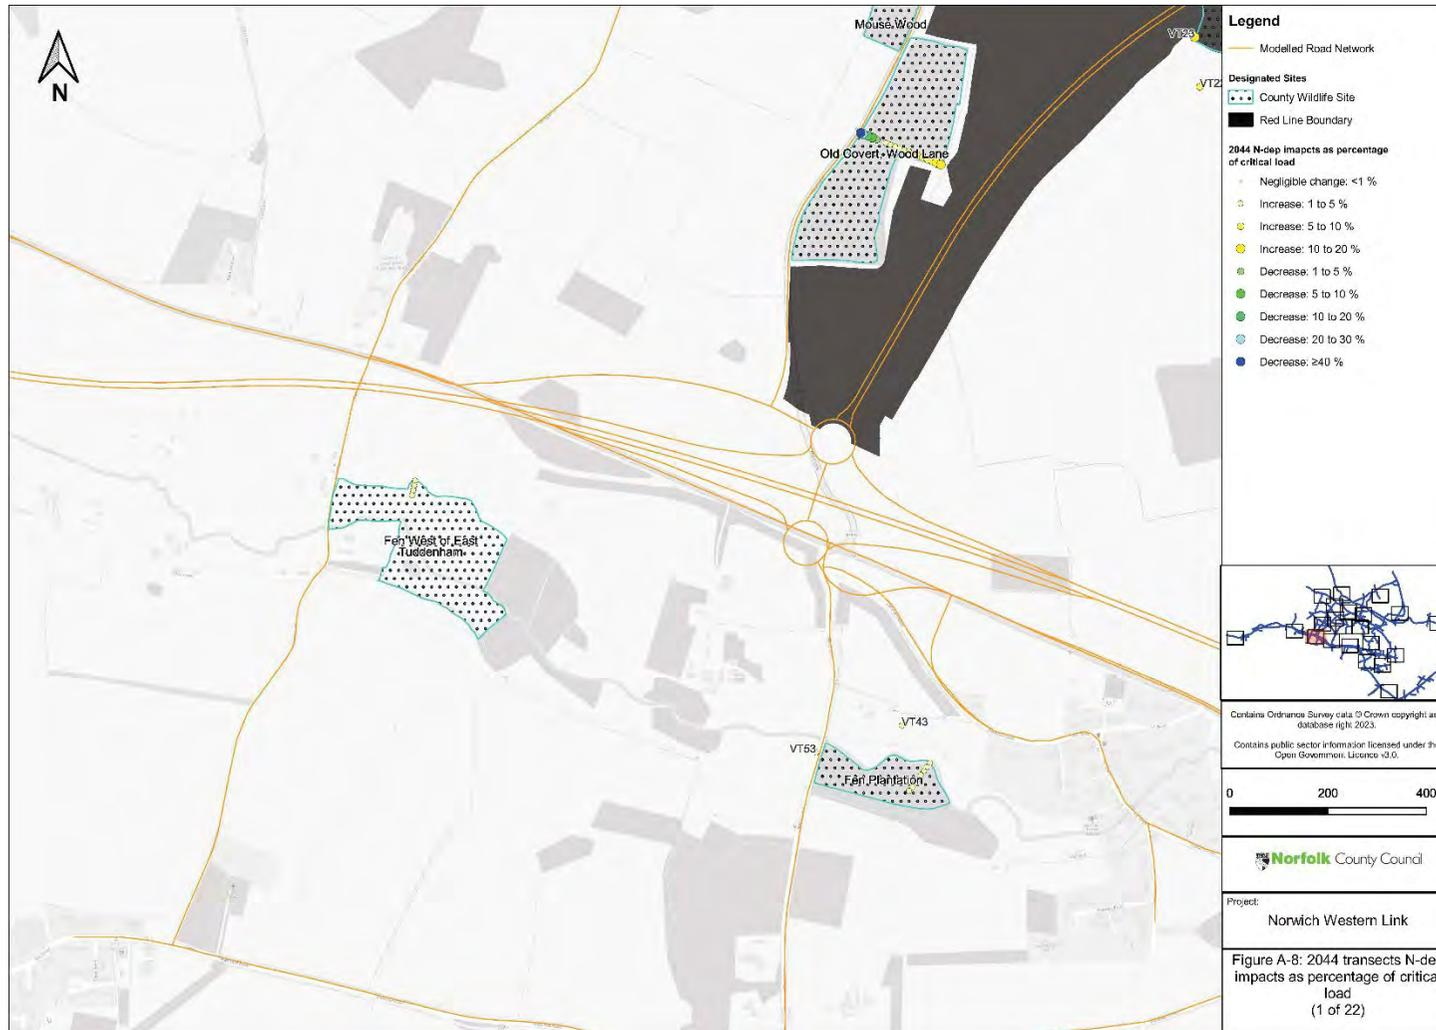 Mouse Wood
VT23
VT2
Old Covert, Wood Lane
N
Fen West of East
Tuddenham
VT43
VT53
Fen Plantation
Legend
Modelled Road Network
Designated Sites
County Wildlife Site
Red Line Boundary
2044 N-dep imapcts as percentage
of critical load
Negligible change: <1 %
Increase: 1 to 5 %
Increase: 5 to 10 %
Increase: 10 to 20 %
Decrease: 1 to 5 %
Decrease: 5 to 10 %
Decrease: 10 to 20 %
Decrease: 20 to 30 %
Decrease: ≥40 %
Contains Ordnance Survey data © Crown copyright an
database right 2023.
Contains public sector information licensed under the
Open Government Licence v3.0.
0 200 400
Norfolk County Council
Project:
Norwich Western Link
Figure A-8: 2044 transects N-de
impacts as percentage of critica
load
(1 of 22)